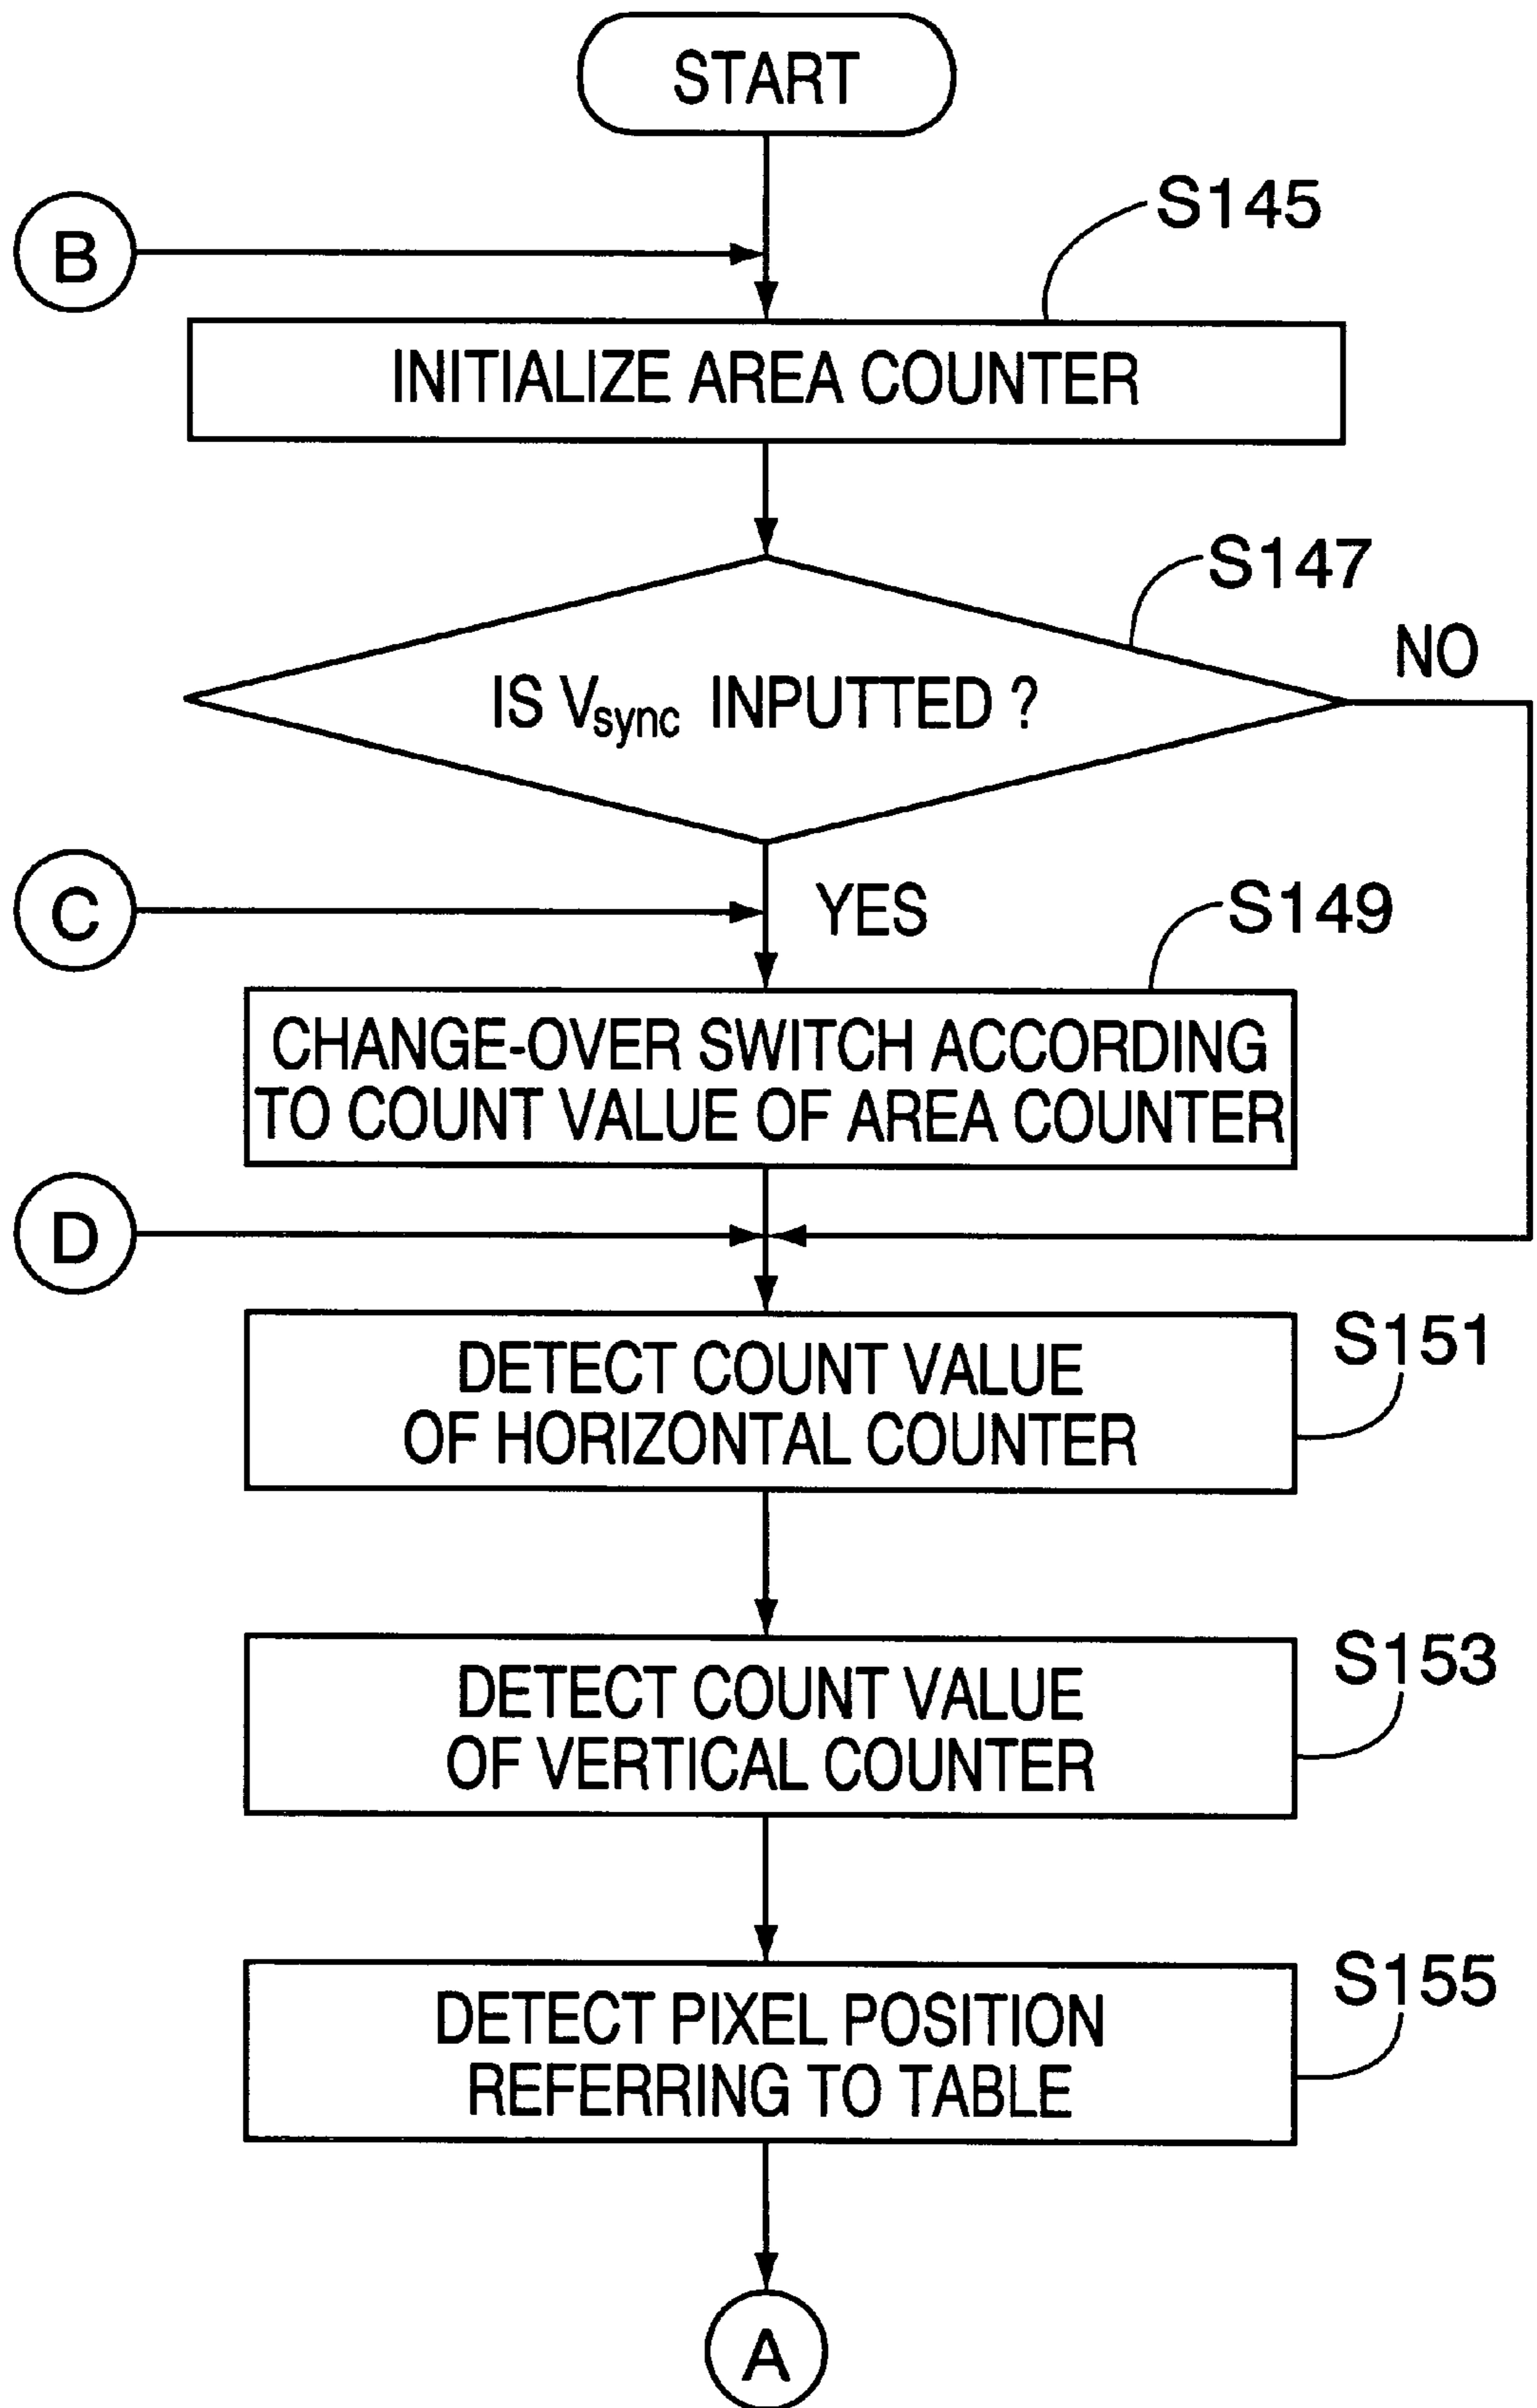 START
B
S145
INITIALIZE AREA COUNTER
S147
NO
IS Vsync INPUTTED ?
C
YES
S149
CHANGE-OVER SWITCH ACCORDING
TO COUNT VALUE OF AREA COUNTER
D
S151
DETECT COUNT VALUE
OF HORIZONTAL COUNTER
S153
DETECT COUNT VALUE
OF VERTICAL COUNTER
S155
DETECT PIXEL POSITION
REFERRING TO TABLE
A